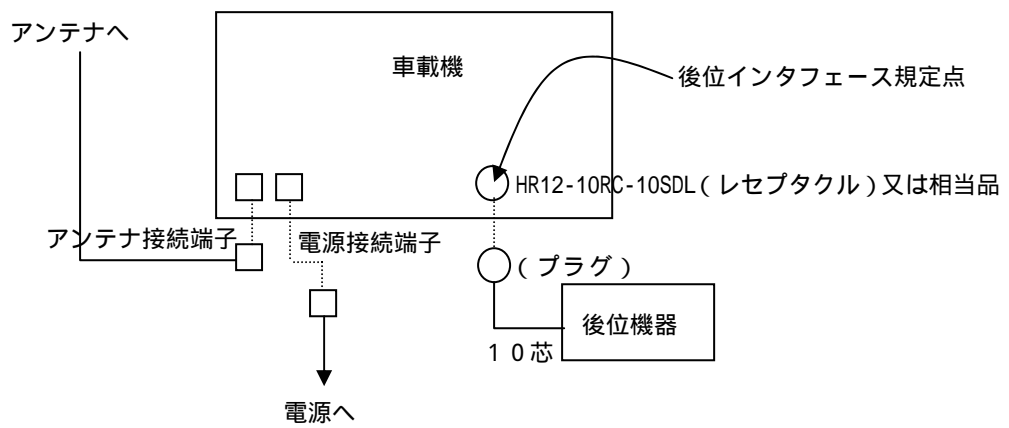 アンテナへ
車載機
後位インタフェース規定点
HR12-10RC-10SDL(レセプタクル)又は相当品
アンテナ接続端子
電源接続端子
(プラグ)
後位機器
10芯
電源へ